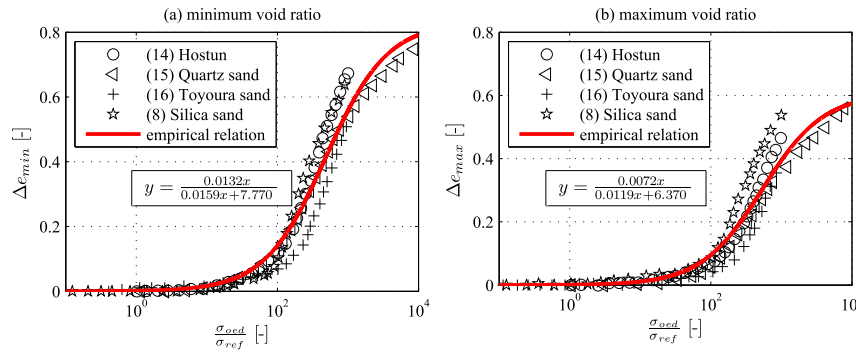 (a) minimum void ratio
Δe_min [-]
0.8
0.6
0.4
0.2
0
(14) Hostun
(15) Quartz sand
(16) Toyoura sand
(8) Silica sand
empirical relation
y = 0.0132x / 0.0159x+7.770
10^0
10^2
10^4
σ_oed / σ_ref [-]
(b) maximum void ratio
Δe_max [-]
0.8
0.6
0.4
0.2
0
(14) Hostun
(15) Quartz sand
(16) Toyoura sand
(8) Silica sand
empirical relation
y = 0.0072x / 0.0119x+6.370
10^0
10^2
10
σ_oed / σ_ref [-]